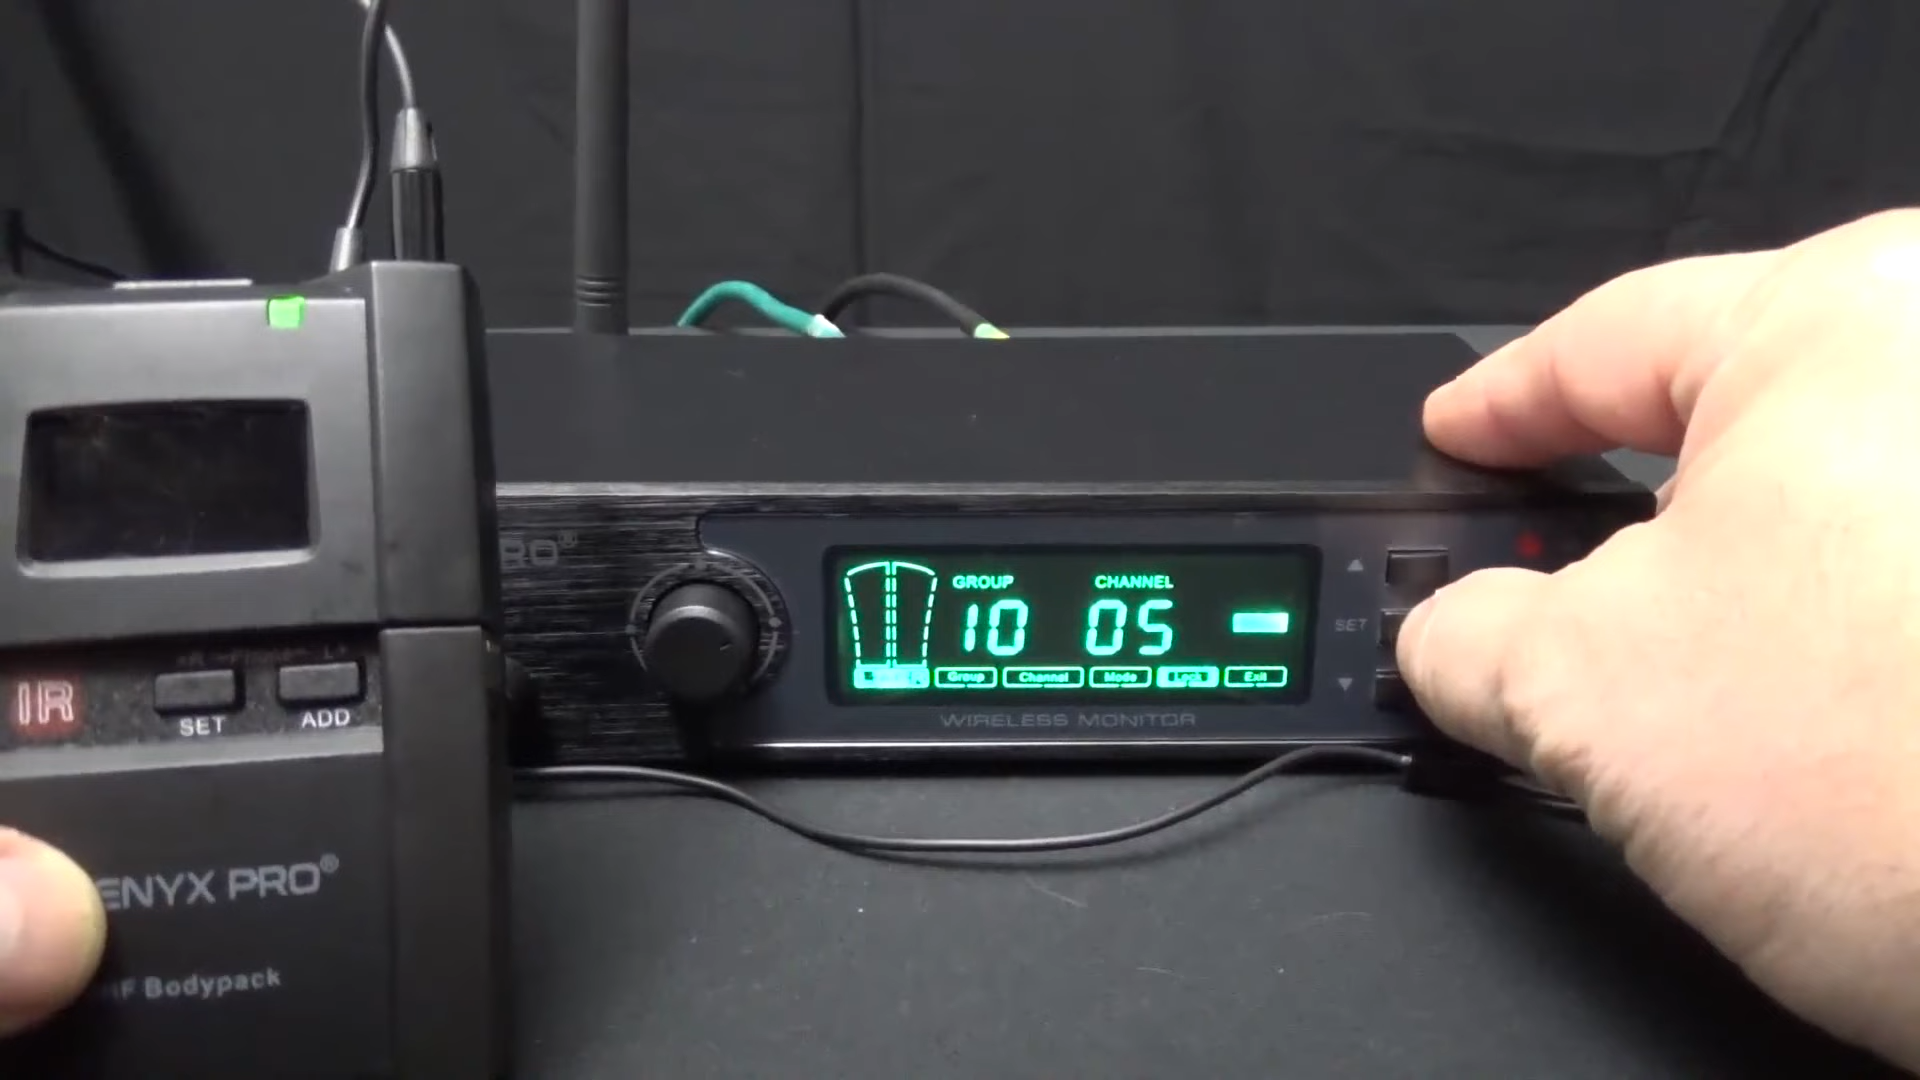 RO®
GROUP CHANNEL
10 05
SET
Group Channel Mode Lock Exit
WIRELESS MONITOR
IR
SET ADD
ENYX PRO®
F Bodypack